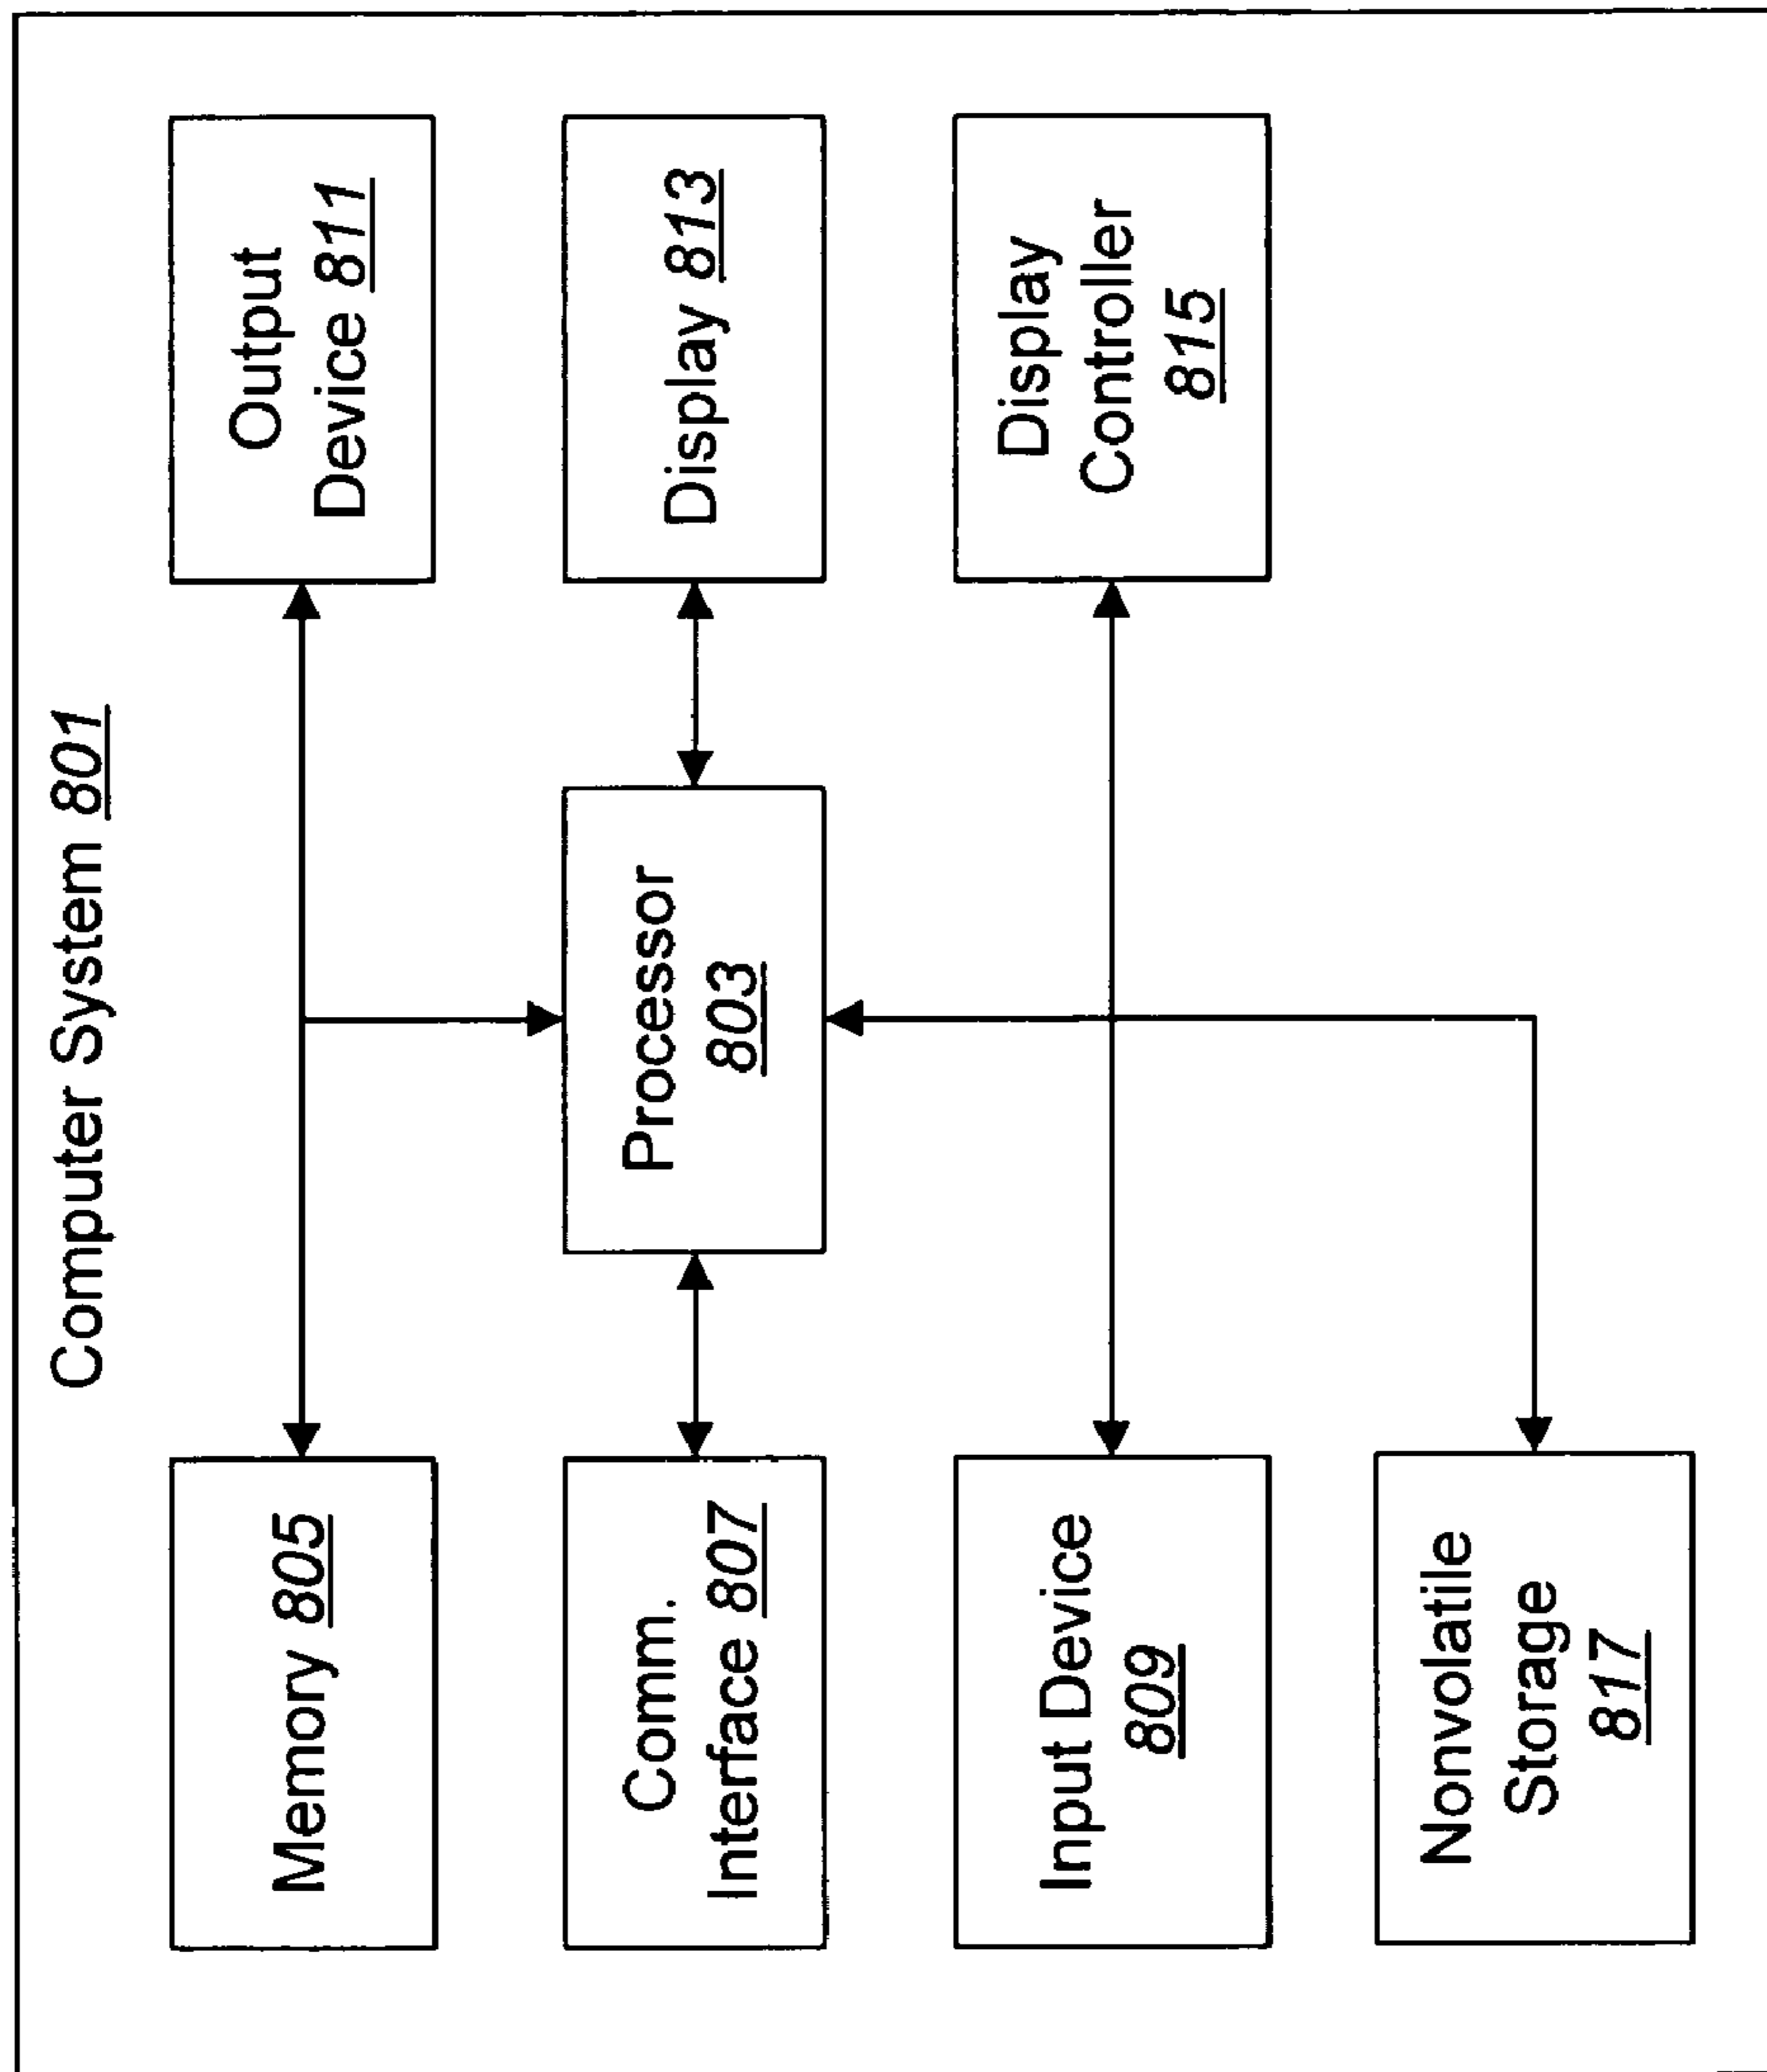 Computer System 801
Memory 805
Output
Device 811
Comm.
Interface 807
Processor
803
Display 813
Input Device
809
Display
Controller
815
Nonvolatile
Storage
817